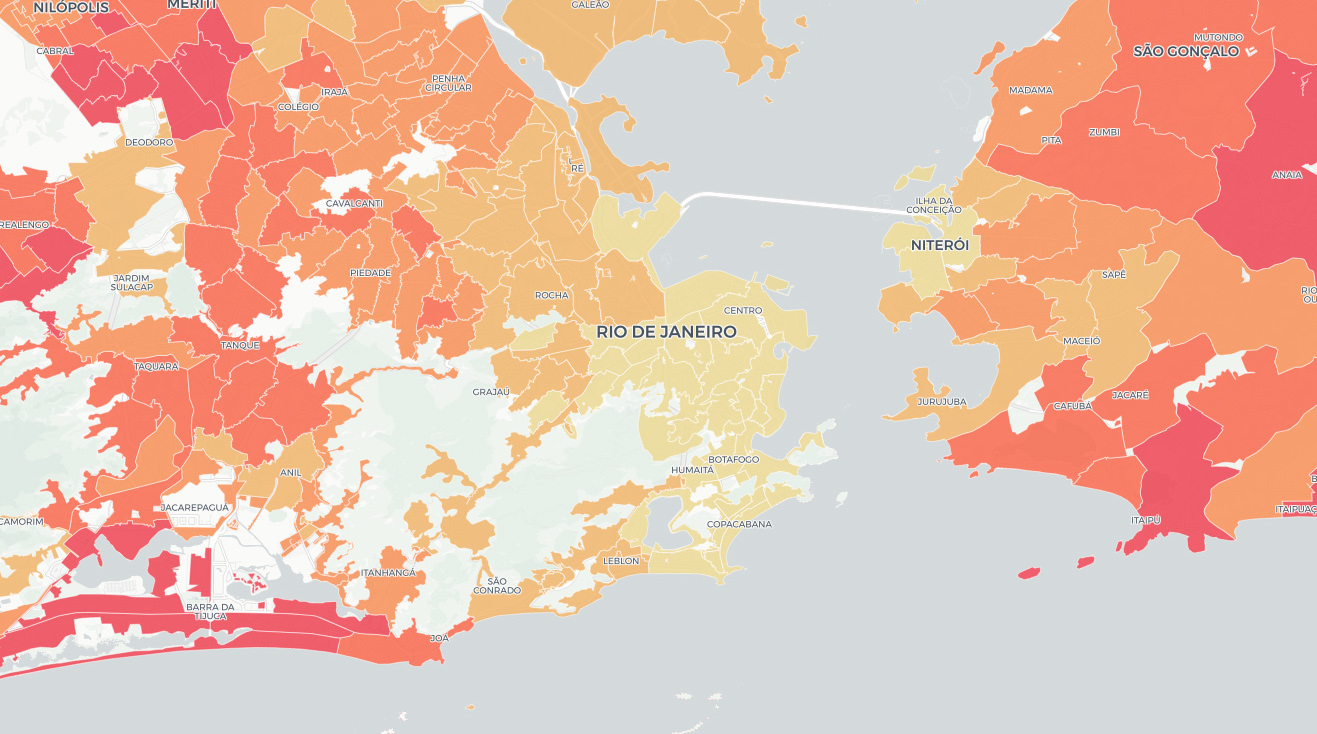 GALEÃO
NILÓPOLIS
MERITI
CABRAL
MUTONDO
SÃO GONÇALO
PENHA
CIRCULAR
IRAJÁ
COLÉGIO
MADAMA
DEODORO
PITA
ZUMBI
ANAIA
CAVALCANTI
ILHA DA
CONCEIÇÃO
REALENGO
NITERÓI
PIEDADE
SAPÊ
JARDIM
SULACAP
ROCHA
CENTRO
RIO DE JANEIRO
TANQUE
MACEIÓ
TAQUARA
GRAJAÚ
JACARÉ
JURUJUBA
CAFUBÁ
BOTAFOGO
HUMAITÁ
ANIL
JACAREPAGUÁ
CAMORIM
COPACABANA
ITAIPU
LEBLON
ITANHANGÁ
SÃO
CONRADO
BARRA DA
TIJUCA
JOÁ